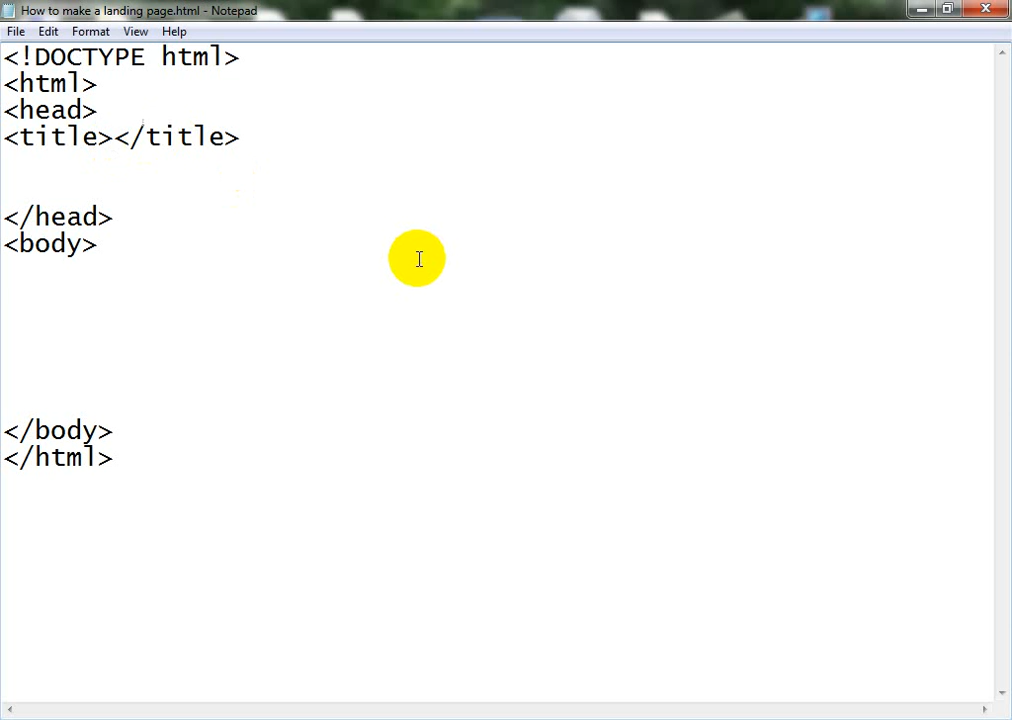 How to make a landing page.html - Notepad
File Edit Format View Help
<!DOCTYPE html>
<html>
<head>
<title></title>
</head>
<body>
</body>
</html>